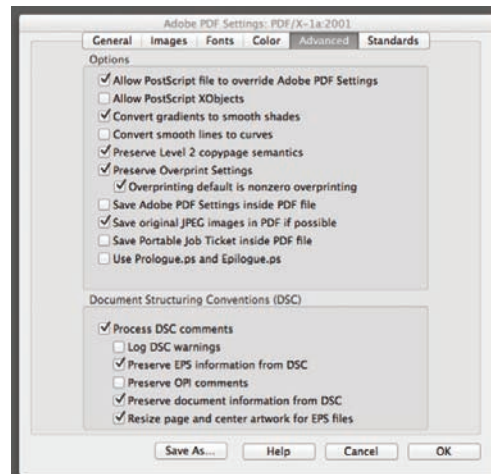 Adobe PDF Settings: PDF/X-1a:2001
General Images Fonts Color Advanced Standards
Options
Allow PostScript file to override Adobe PDF Settings
Allow PostScript XObjects
Convert gradients to smooth shades
Convert smooth lines to curves
Preserve Level 2 copypage semantics
Preserve Overprint Settings
Overprinting default is nonzero overprinting
Save Adobe PDF Settings inside PDF file
Save original JPEG images in PDF if possible
Save Portable Job Ticket inside PDF file
Use Prologue.ps and Epilogue.ps
Document Structuring Conventions (DSC)
Process DSC comments
Log DSC warnings
Preserve EPS information from DSC
Preserve OPI comments
Preserve document information from DSC
Resize page and center artwork for EPS files
Save As... Help Cancel OK